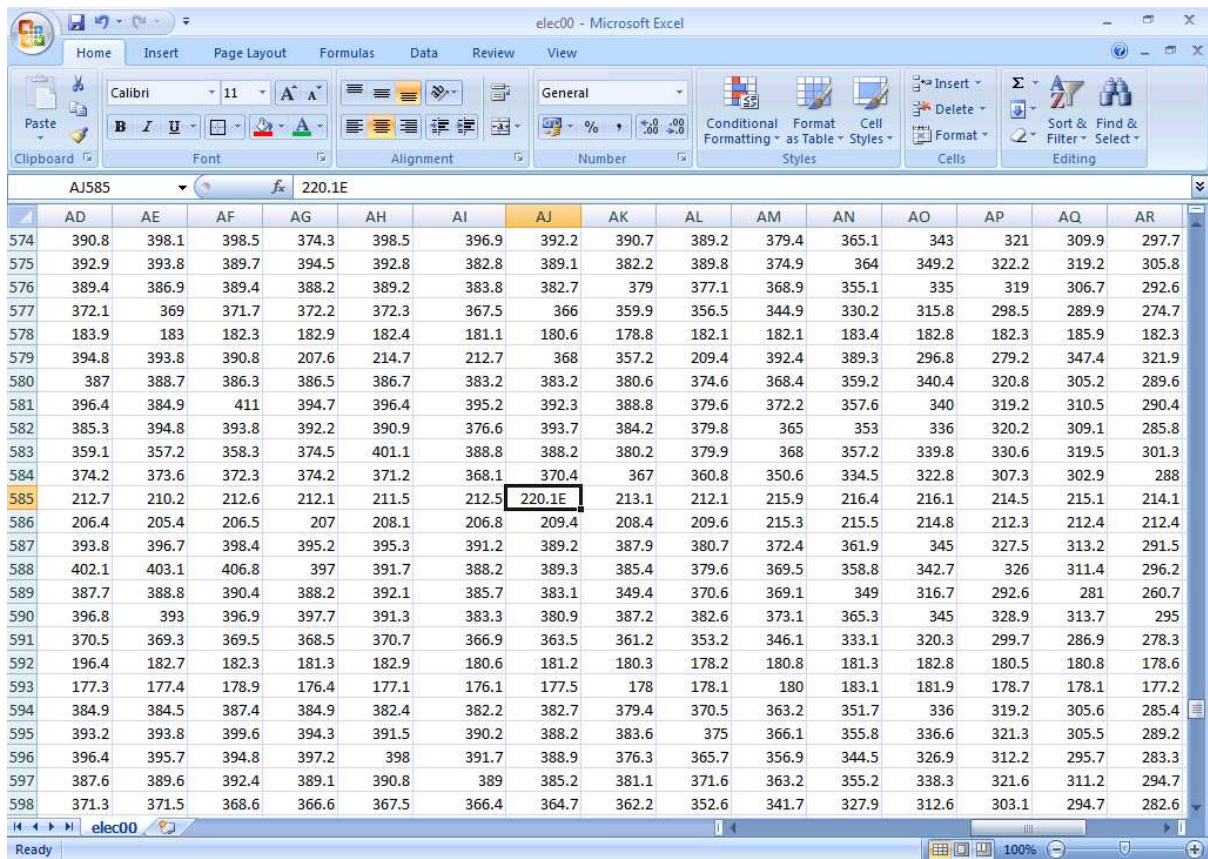 elec00 - Microsoft Excel
Home Insert Page Layout Formulas Data Review View
Calibri 11 A A General Insert Σ
Paste B I U A % , Conditional Format Cell Delete Sort & Find &
Formatting as Table Styles Format Filter Select
Clipboard Font Alignment Number Styles Cells Editing
AJ585 fx 220.1E
AD AE AF AG AH AI AJ AK AL AM AN AO AP AQ AR
574 390.8 398.1 398.5 374.3 398.5 396.9 392.2 390.7 389.2 379.4 365.1 343 321 309.9 297.7
575 392.9 393.8 389.7 394.5 392.8 382.8 389.1 382.2 389.8 374.9 364 349.2 322.2 319.2 305.8
576 389.4 386.9 389.4 388.2 389.2 383.8 382.7 379 377.1 368.9 355.1 335 319 306.7 292.6
577 372.1 369 371.7 372.2 372.3 367.5 366 359.9 356.5 344.9 330.2 315.8 298.5 289.9 274.7
578 183.9 183 182.3 182.9 182.4 181.1 180.6 178.8 182.1 182.1 183.4 182.8 182.3 185.9 182.3
579 394.8 393.8 390.8 207.6 214.7 212.7 368 357.2 209.4 392.4 389.3 296.8 279.2 347.4 321.9
580 387 388.7 386.3 386.5 386.7 383.2 383.2 380.6 374.6 368.4 359.2 340.4 320.8 305.2 289.6
581 396.4 384.9 411 394.7 396.4 395.2 392.3 388.8 379.6 372.2 357.6 340 319.2 310.5 290.4
582 385.3 394.8 393.8 392.2 390.9 376.6 393.7 384.2 379.8 365 353 336 320.2 309.1 285.8
583 359.1 357.2 358.3 374.5 401.1 388.8 388.2 380.2 379.9 368 357.2 339.8 330.6 319.5 301.3
584 374.2 373.6 372.3 374.2 371.2 368.1 370.4 367 360.8 350.6 334.5 322.8 307.3 302.9 288
585 212.7 210.2 212.6 212.1 211.5 212.5 220.1E 213.1 212.1 215.9 216.4 216.1 214.5 215.1 214.1
586 206.4 205.4 206.5 207 208.1 206.8 209.4 208.4 209.6 215.3 215.5 214.8 212.3 212.4 212.4
587 393.8 396.7 398.4 395.2 395.3 391.2 389.2 387.9 380.7 372.4 361.9 345 327.5 313.2 291.5
588 402.1 403.1 406.8 397 391.7 388.2 389.3 385.4 379.6 369.5 358.8 342.7 326 311.4 296.2
589 387.7 388.8 390.4 388.2 392.1 385.7 383.1 349.4 370.6 369.1 349 316.7 292.6 281 260.7
590 396.8 393 396.9 397.7 391.3 383.3 380.9 387.2 382.6 373.1 365.3 345 328.9 313.7 295
591 370.5 369.3 369.5 368.5 370.7 366.9 363.5 361.2 353.2 346.1 333.1 320.3 299.7 286.9 278.3
592 196.4 182.7 182.3 181.3 182.9 180.6 181.2 180.3 178.2 180.8 181.3 182.8 180.5 180.8 178.6
593 177.3 177.4 178.9 176.4 177.1 176.1 177.5 178 178.1 180 183.1 181.9 178.7 178.1 177.2
594 384.9 384.5 387.4 384.9 382.4 382.2 382.7 379.4 370.5 363.2 351.7 336 319.2 305.6 285.4
595 393.2 393.8 399.6 394.3 391.5 390.2 388.2 383.6 375 366.1 355.8 336.6 321.3 305.5 289.2
596 396.4 395.7 394.8 397.2 398 391.7 388.9 376.3 365.7 356.9 344.5 326.9 312.2 295.7 283.3
597 387.6 389.6 392.4 389.1 390.8 389 385.2 381.1 371.6 363.2 355.2 338.3 321.6 311.2 294.7
598 371.3 371.5 368.6 366.6 367.5 366.4 364.7 362.2 352.6 341.7 327.9 312.6 303.1 294.7 282.6
elec00
Ready 100%